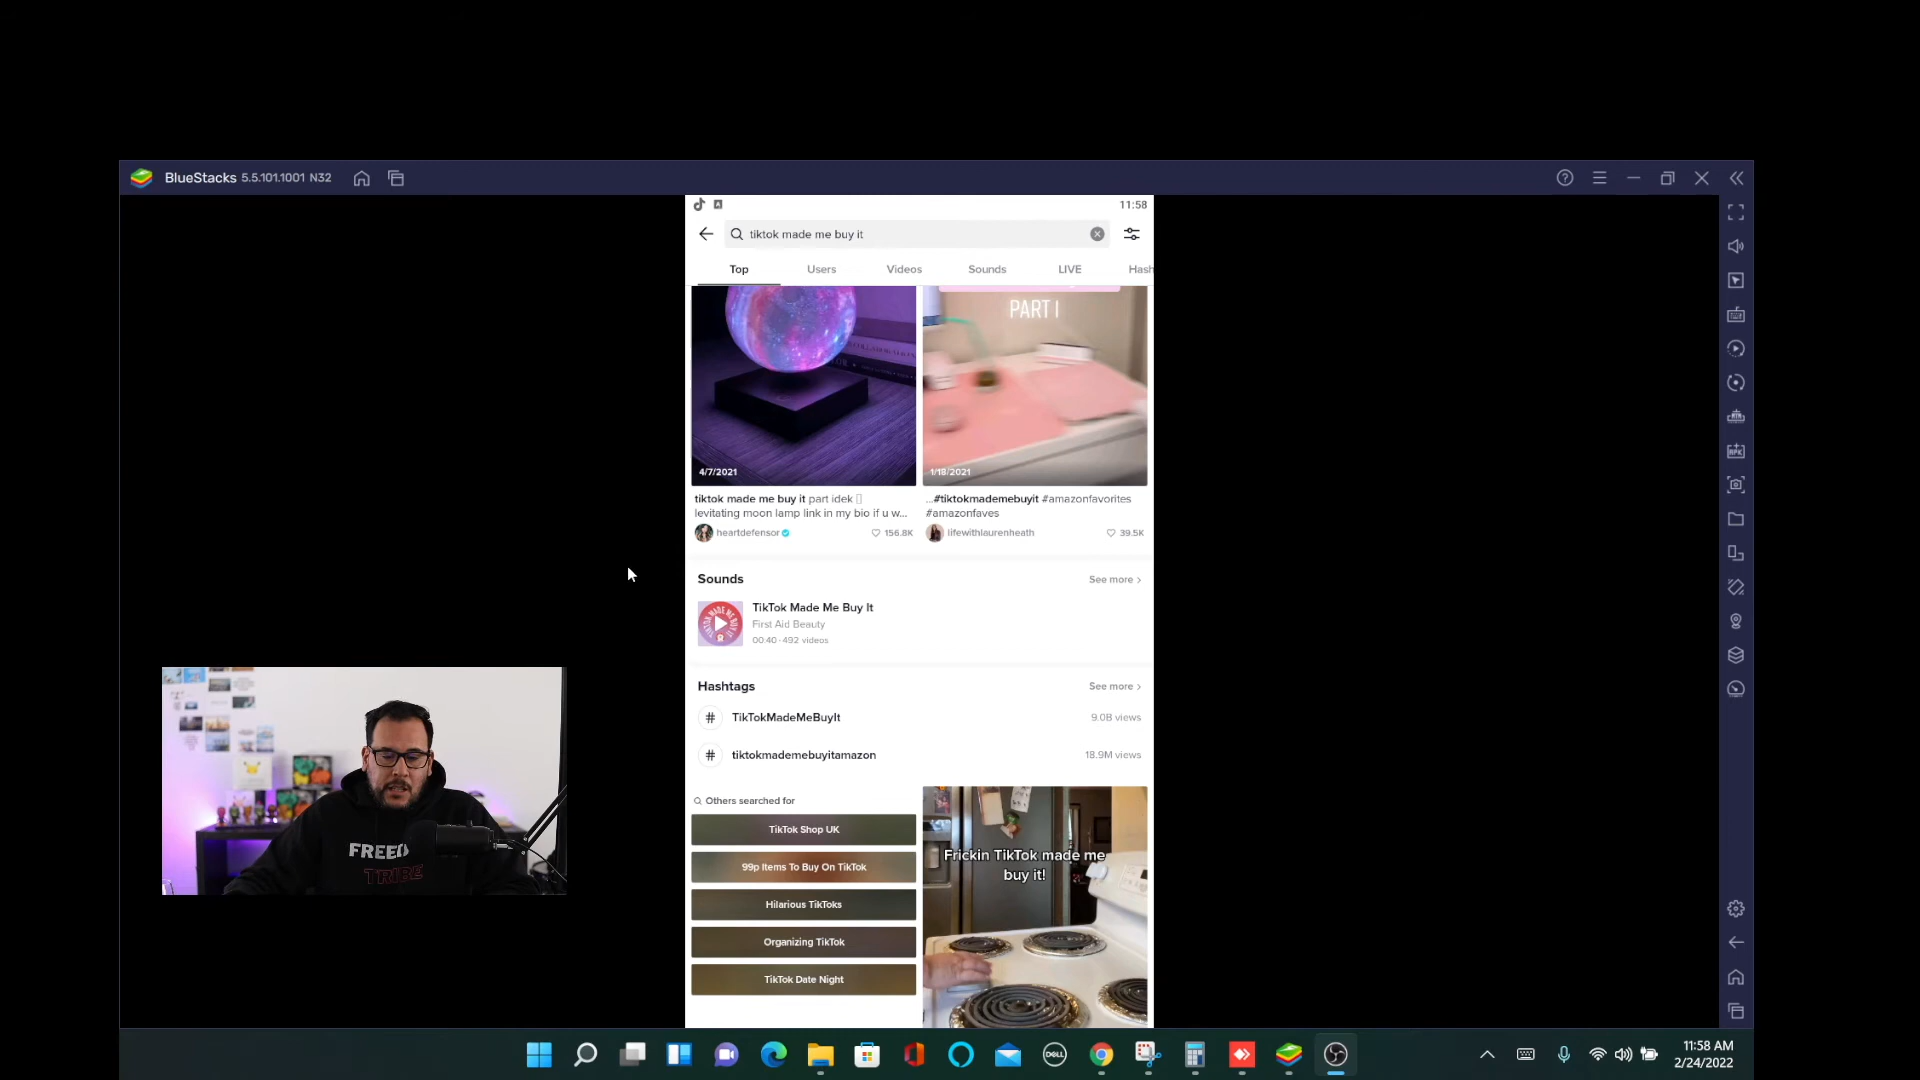 BlueStacks 5.5.101.1001 N32
11:58
tiktok made me buy it
Top Users Videos Sounds LIVE Hash
PART I
4/7/2021
1/18/2021
tiktok made me buy it part idek
levitating moon lamp link in my bio if u w...
heartdefensor 156.8K
...#tiktokmademebuyit #amazonfavorites
#amazonfaves
lifewithlaurenheath 39.5K
Sounds See more >
TikTok Made Me Buy It
First Aid Beauty
00:40 · 492 videos
Hashtags See more >
# TikTokMadeMeBuyIt 9.0B views
# tiktokmademebuyitamazon 18.9M views
Others searched for
TikTok Shop UK
99p Items To Buy On TikTok
Hilarious TikToks
Organizing TikTok
TikTok Date Night
Frickin TikTok made me
buy it!
TRIBE
DELL
11:58 AM
2/24/2022